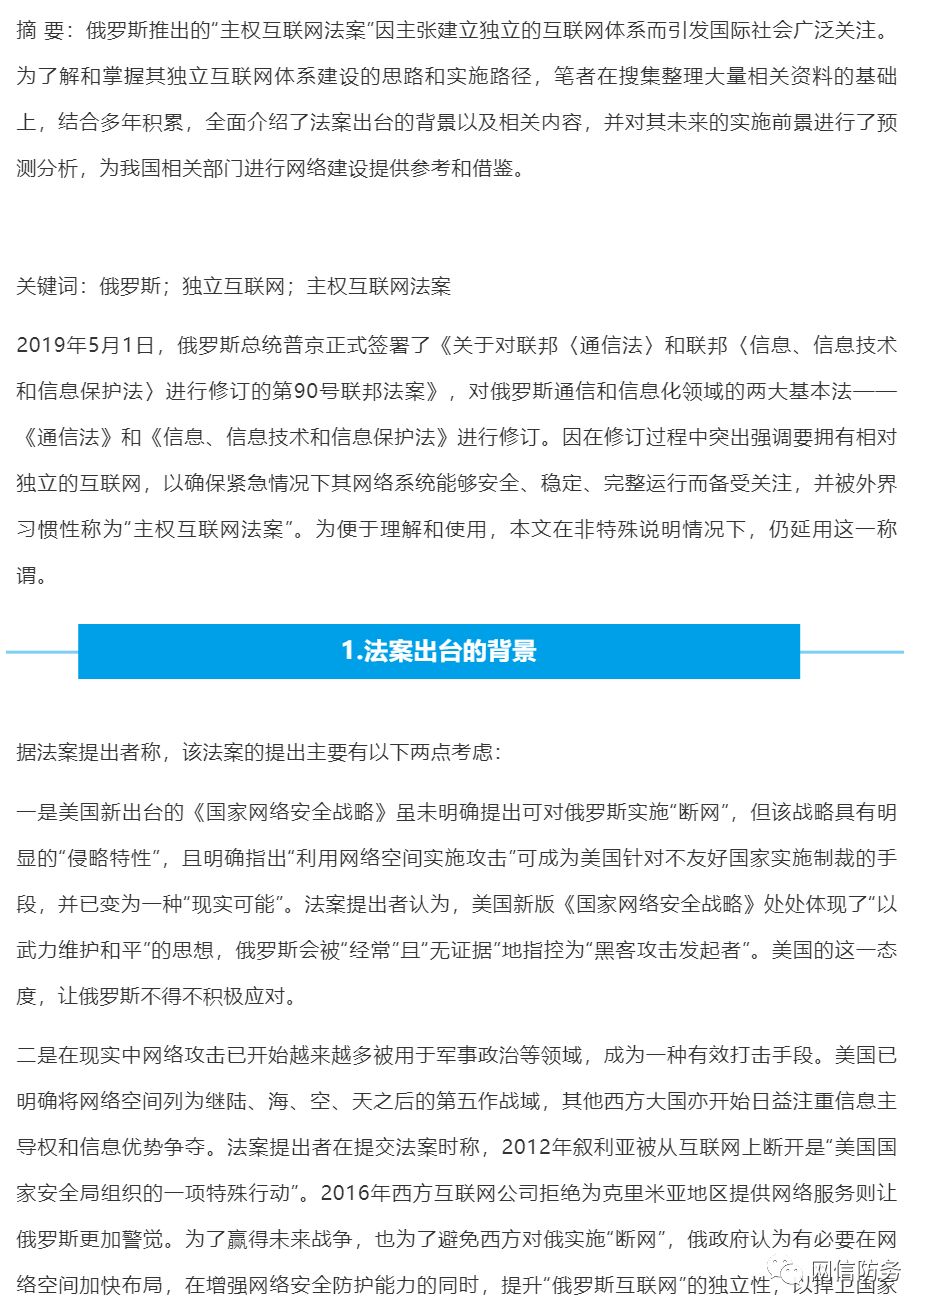 摘 要：俄罗斯推出的“主权互联网法案”因主张建立独立的互联网体系而引发国际社会广泛关注。
为了解和掌握其独立互联网体系建设的思路和实施路径，笔者在搜集整理大量相关资料的基础
上，结合多年积累，全面介绍了法案出台的背景以及相关内容，并对其未来的实施前景进行了预
测分析，为我国相关部门进行网络建设提供参考和借鉴。
关键词：俄罗斯；独立互联网；主权互联网法案
2019年5月1日，俄罗斯总统普京正式签署了《关于对联邦〈通信法〉和联邦〈信息、信息技术
和信息保护法〉进行修订的第90号联邦法案》，对俄罗斯通信和信息化领域的两大基本法——
《通信法》和《信息、信息技术和信息保护法》进行修订。因在修订过程中突出强调要拥有相对
独立的互联网，以确保紧急情况下其网络系统能够安全、稳定、完整运行而备受关注，并被外界
习惯性称为“主权互联网法案”。为便于理解和使用，本文在非特殊说明情况下，仍延用这一称
谓。
1.法案出台的背景
据法案提出者称，该法案的提出主要有以下两点考虑：
一是美国新出台的《国家网络安全战略》虽未明确提出可对俄罗斯实施“断网”，但该战略具有明
显的“侵略特性”，且明确指出“利用网络空间实施攻击”可成为美国针对不友好国家实施制裁的手
段，并已变为一种“现实可能”。法案提出者认为，美国新版《国家网络安全战略》处处体现了“以
武力维护和平”的思想，俄罗斯会被“经常”且“无证据”地指控为“黑客攻击发起者”。美国的这一态
度，让俄罗斯不得不积极应对。
二是在现实中网络攻击已开始越来越多被用于军事政治等领域，成为一种有效打击手段。美国已
明确将网络空间列为继陆、海、空、天之后的第五作战域，其他西方大国亦开始日益注重信息主
导权和信息优势争夺。法案提出者在提交法案时称，2012年叙利亚被从互联网上断开是“美国国
家安全局组织的一项特殊行动”。2016年西方互联网公司拒绝为克里米亚地区提供网络服务则让
俄罗斯更加警觉。为了赢得未来战争，也为了避免西方对俄实施“断网”，俄政府认为有必要在网
络空间加快布局，在增强网络安全防护能力的同时，提升“俄罗斯互联网”的独立性，以捍卫国家
网信防务